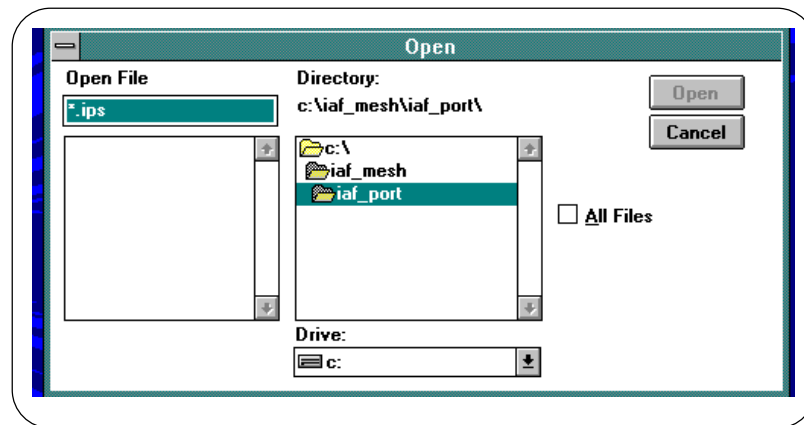 Open
Open File
*.ips
Directory:
c:\iaf_mesh\iaf_port\
c:\
iaf_mesh
iaf_port
Open
Cancel
All Files
Drive:
c: